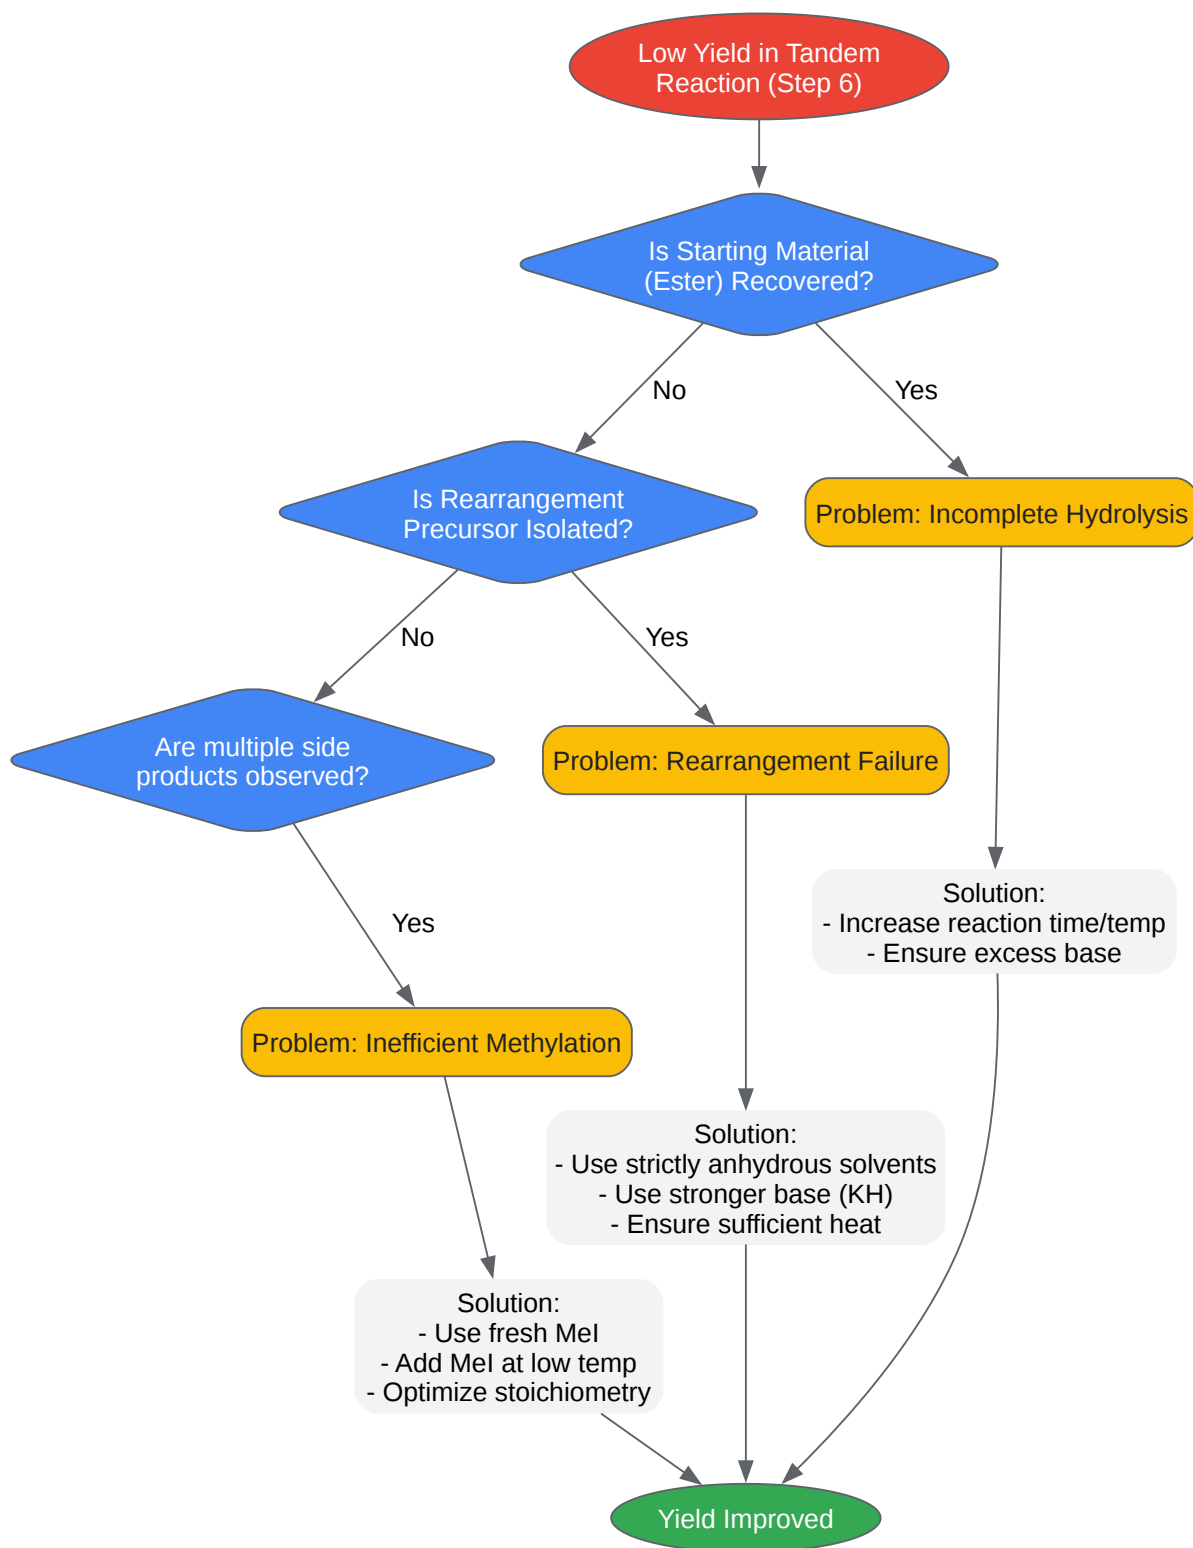 Low Yield in Tandem
Reaction (Step 6)
Is Starting Material
(Ester) Recovered?
No
Yes
Is Rearrangement
Precursor Isolated?
Problem: Incomplete Hydrolysis
No
Yes
Are multiple side
products observed?
Problem: Rearrangement Failure
Solution:
- Increase reaction time/temp
- Ensure excess base
Yes
Problem: Inefficient Methylation
Solution:
- Use strictly anhydrous solvents
- Use stronger base (KH)
- Ensure sufficient heat
Solution:
- Use fresh MeI
- Add MeI at low temp
- Optimize stoichiometry
Yield Improved